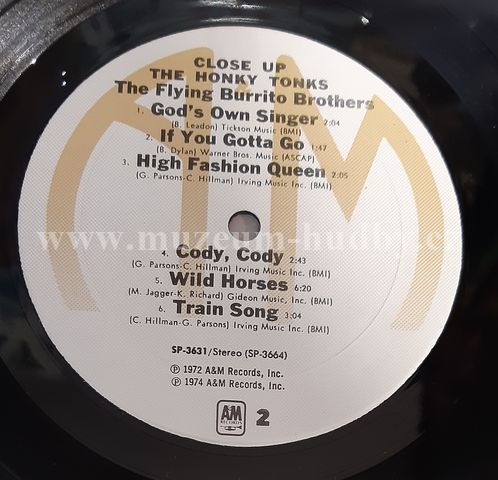 CLOSE UP
THE HONKY TONKS
The Flying Burrito Brothers
1. God's Own Singer 2:04
(B. Leadon) Tickson Music (BMI)
2. If You Gotta Go 1:47
(B. Dylan) Warner Bros. Music (ASCAP)
3. High Fashion Queen 2:05
(G. Parsons-C. Hillman) Irving Music Inc. (BMI)
www.muzeum-hudby.c
4. Cody, Cody 2:43
(G. Parsons-C. Hillman) Irving Music Inc. (BMI)
5. Wild Horses 6:20
(M. Jagger-K. Richard) Gideon Music, Inc. (BMI)
6. Train Song 3:04
(C. Hillman-G. Parsons) Irving Music Inc. (BMI)
SP-3631/Stereo (SP-3664)
℗ 1972 A&M Records, Inc.
℗ 1974 A&M Records, Inc.
A&M
RECORDS
2